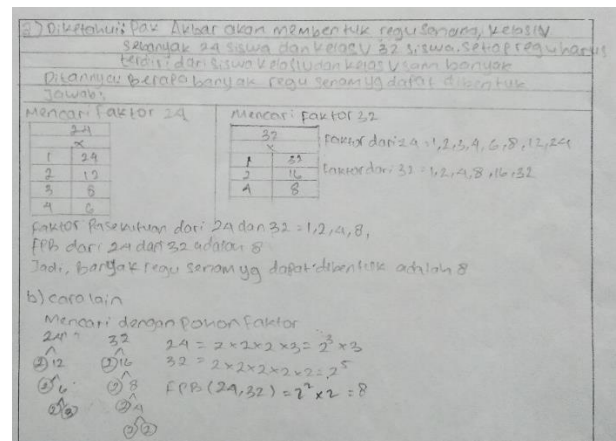 a) Diketahui: Pak Akbar akan membentuk regu senam, kelas IV
sebanyak 24 siswa dan kelas V 32 siswa. setiap regu harus
terdiri dari siswa kelas IV dan kelas V sama banyak
Ditannya: Berapa banyak regu senam yg dapat dibentuk
Jawab:
Mencari faktor 24
24
x
1 24
2 12
3 8
4 6
Mencari faktor 32
32
x
1 32
2 16
4 8
Faktor dari 24 = 1, 2, 3, 4, 6, 8, 12, 24
Faktor dari 32 = 1, 2, 4, 8, 16, 32
Faktor Pasekutuan dari 24 dan 32 = 1, 2, 4, 8,
FPB dari 24 dan 32 adalah 8
Jadi, banyak regu senam yg dapat dibentuk adalah 8
b) cara lain
Mencari dengan pohon faktor
24 32
2 12 2 16
2 6 2 8
2 3 2 4
2 2
24 = 2 x 2 x 2 x 3 = 2³ x 3
32 = 2 x 2 x 2 x 2 x 2 = 2⁵
FPB (24, 32) = 2² x 2 = 8